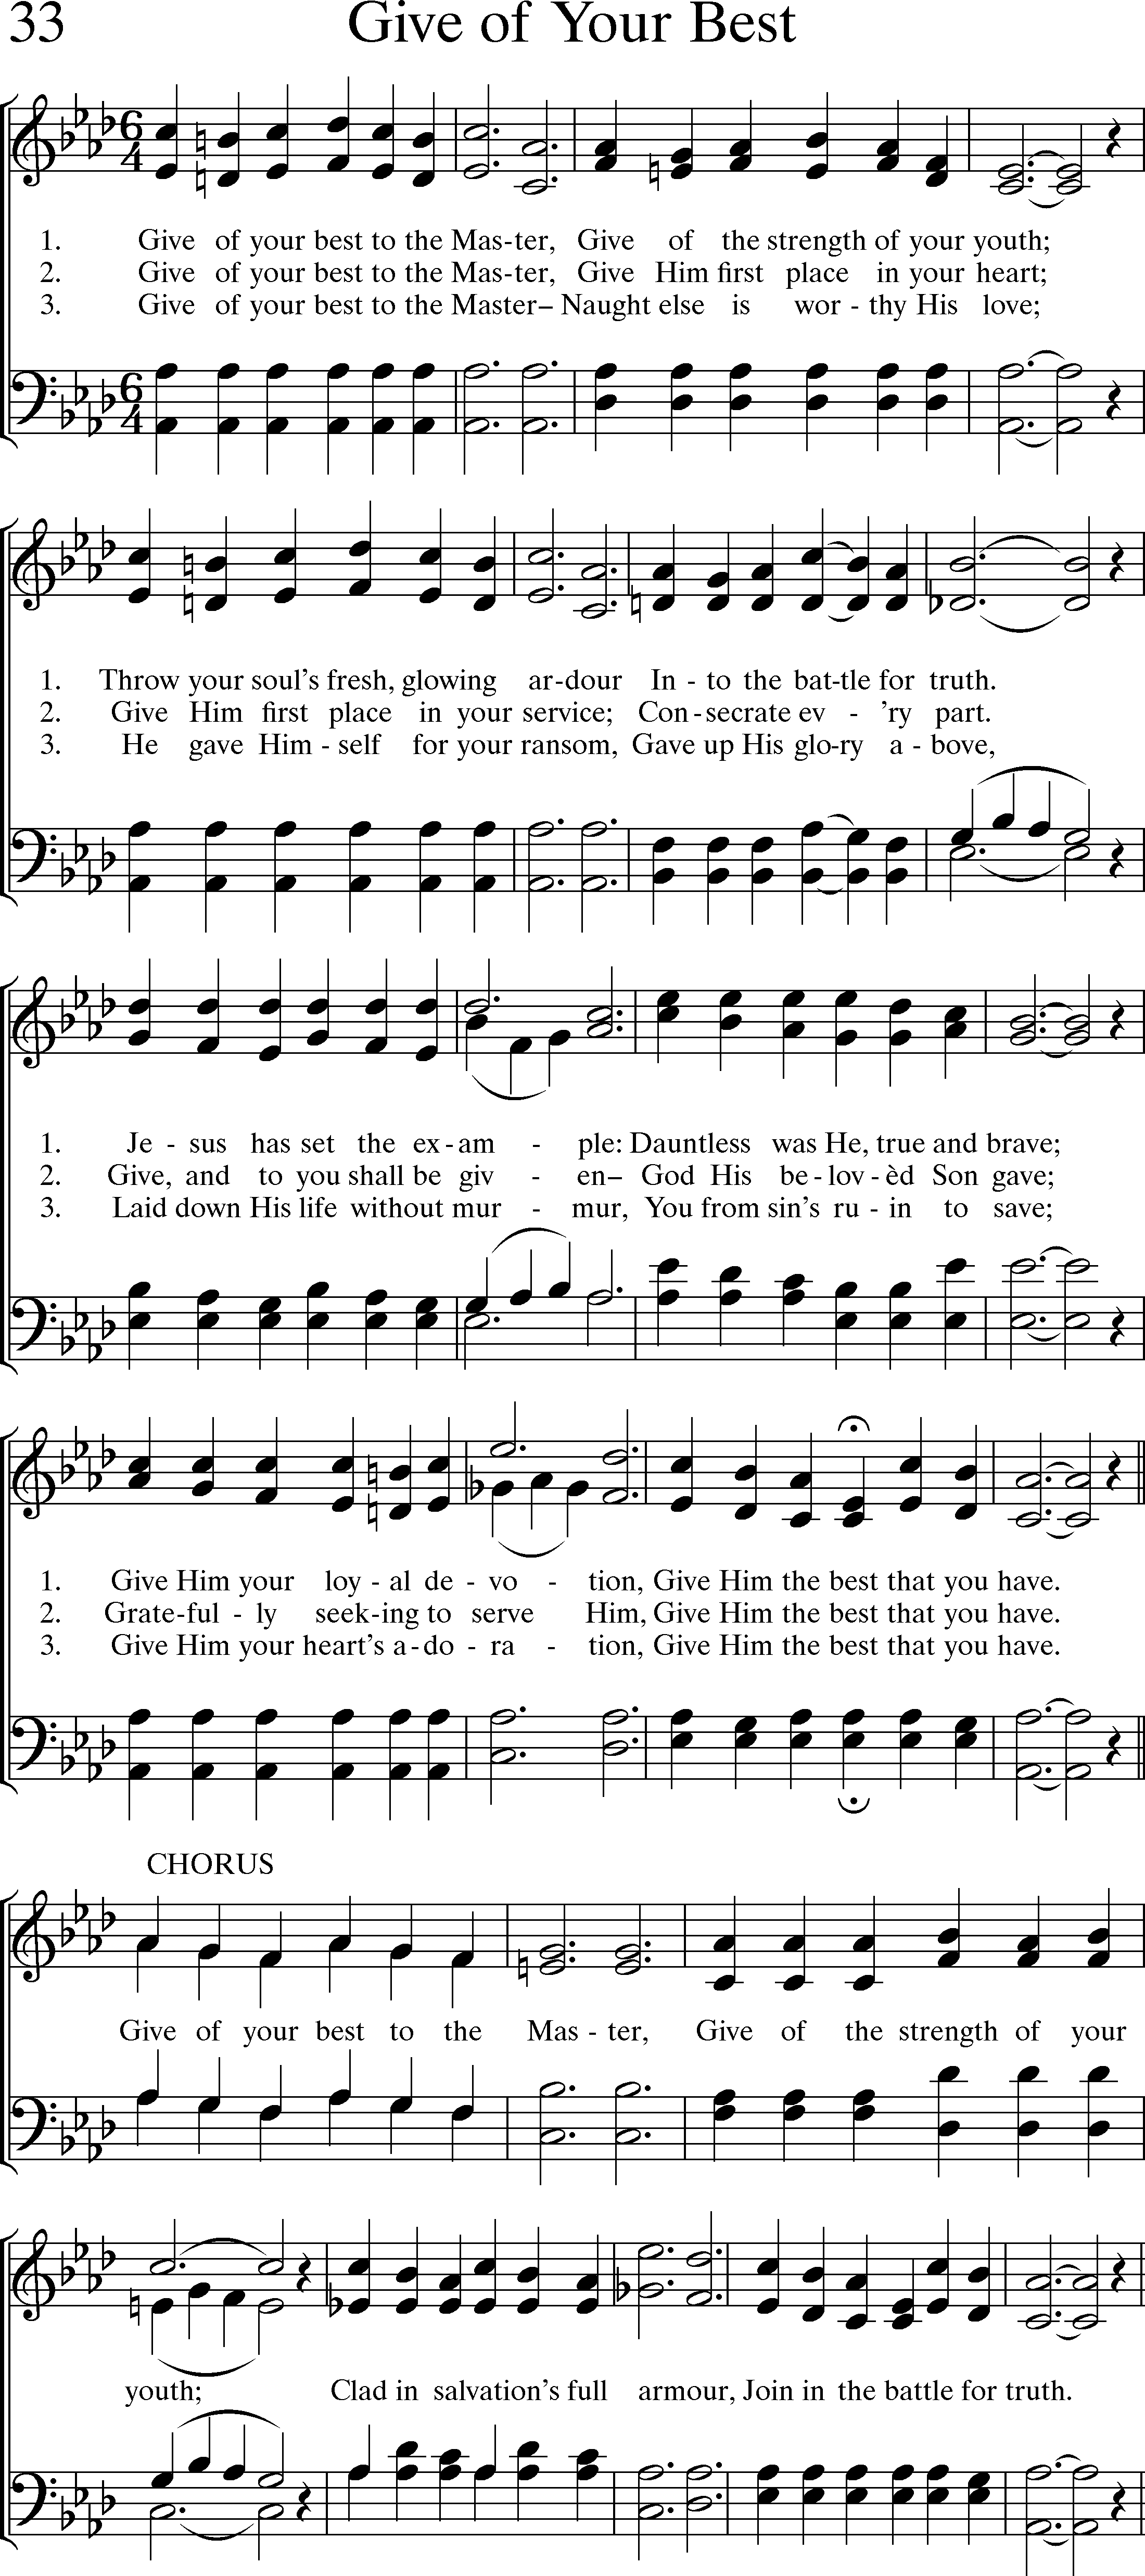 33 Give of Your Best
1. Give of your best to the Mas-ter, Give of the strength of your youth;
2. Give of your best to the Mas-ter, Give Him first place in your heart;
3. Give of your best to the Master– Naught else is wor - thy His love;
1. Throw your soul's fresh, glowing ar-dour In - to the bat-tle for truth.
2. Give Him first place in your service; Con-secrate ev - 'ry part.
3. He gave Him - self for your ransom, Gave up His glo-ry a - bove,
1. Je - sus has set the ex-am - ple: Dauntless was He, true and brave;
2. Give, and to you shall be giv - en– God His be-lov-èd Son gave;
3. Laid down His life without mur - mur, You from sin's ru - in to save;
1. Give Him your loy - al de - vo - tion, Give Him the best that you have.
2. Grate-ful - ly seek-ing to serve Him, Give Him the best that you have.
3. Give Him your heart's a-do - ra - tion, Give Him the best that you have.
CHORUS
Give of your best to the Mas - ter, Give of the strength of your
youth; Clad in salvation's full armour, Join in the battle for truth.